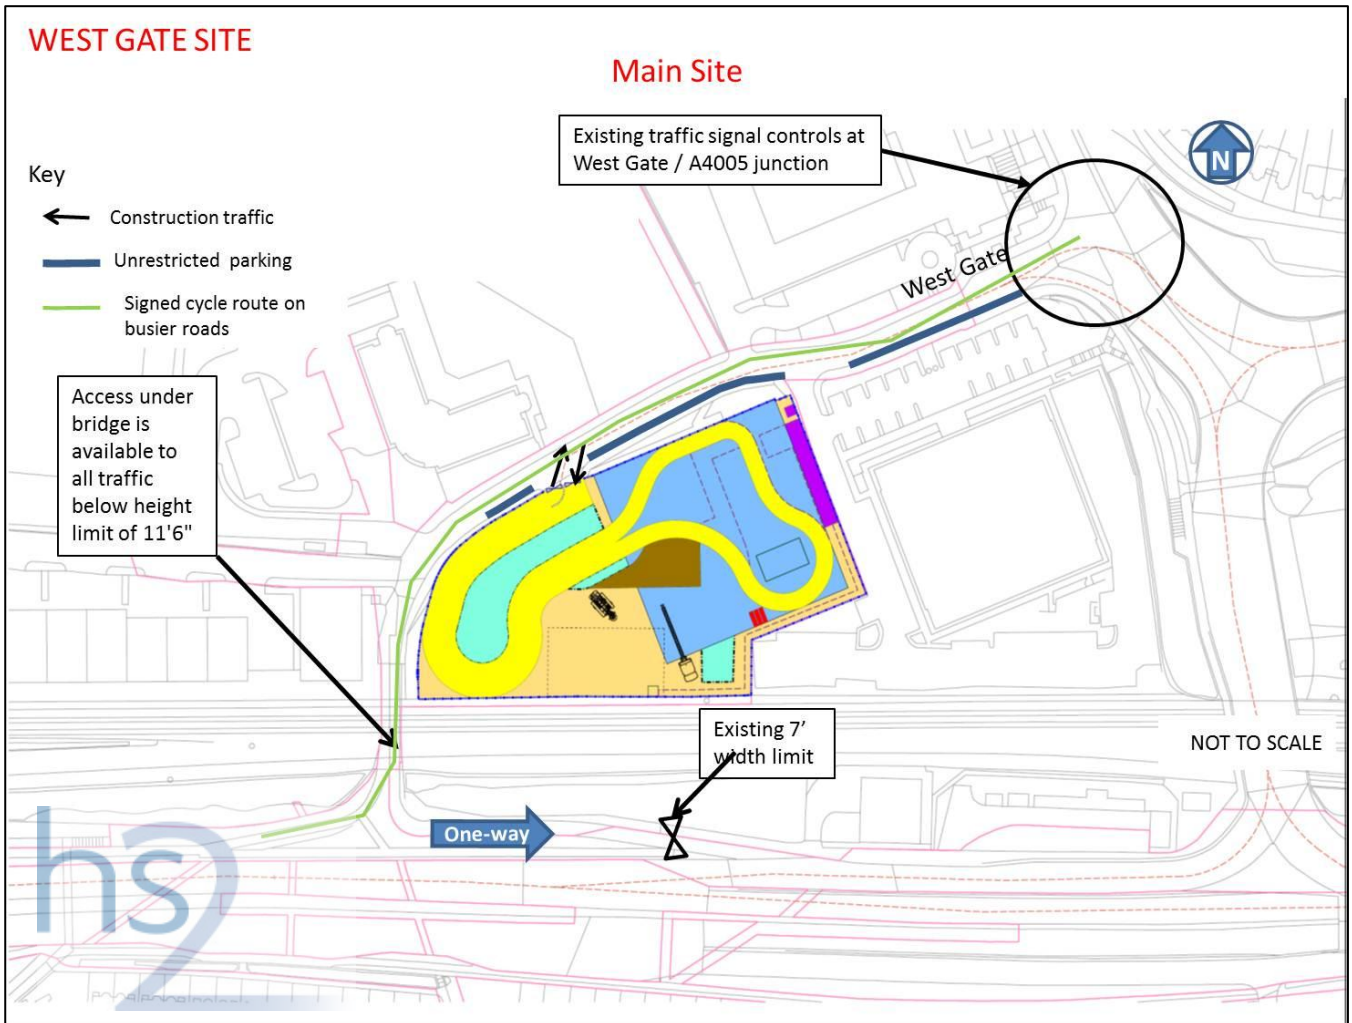 WEST GATE SITE
Main Site
Existing traffic signal controls at
West Gate / A4005 junction
N
Key
Construction traffic
Unrestricted parking
Signed cycle route on
busier roads
West Gate
Access under
bridge is
available to
all traffic
below height
limit of 11'6"
Existing 7’
width limit
NOT TO SCALE
One-way
hs2